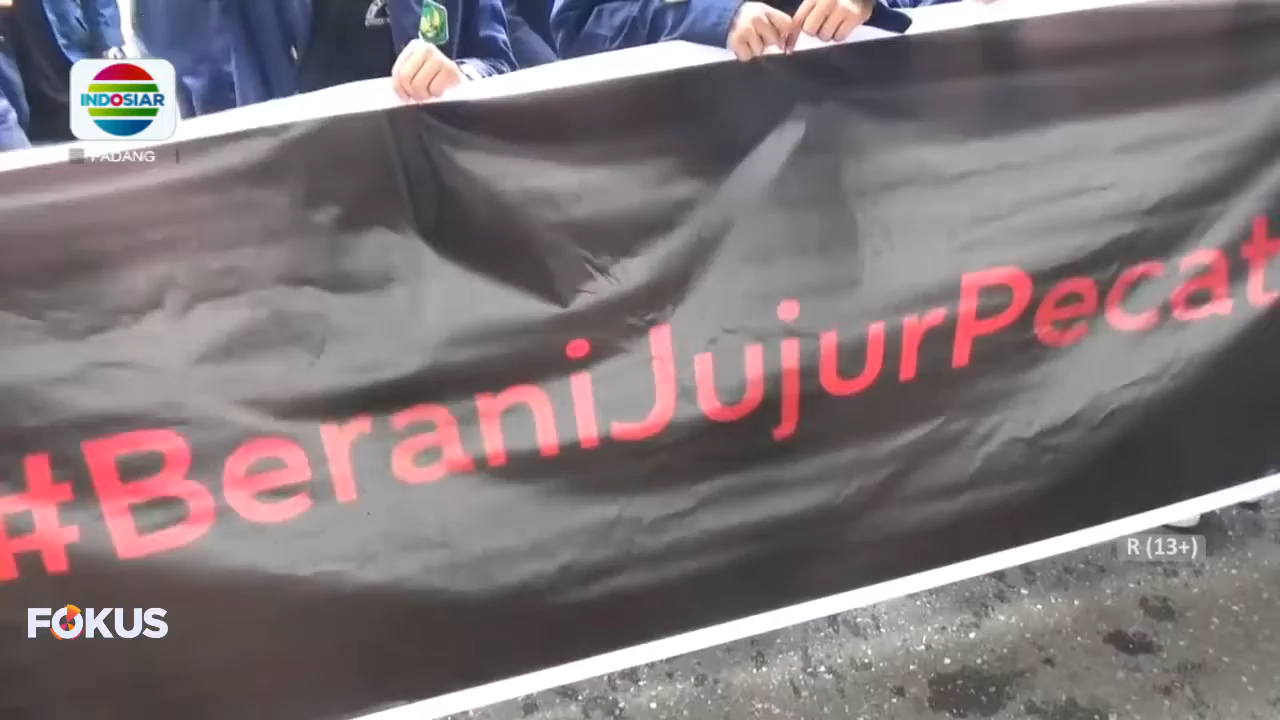 INDOSIAR
PADANG
#BeraniJujurPecat
R (13+)
FOKUS